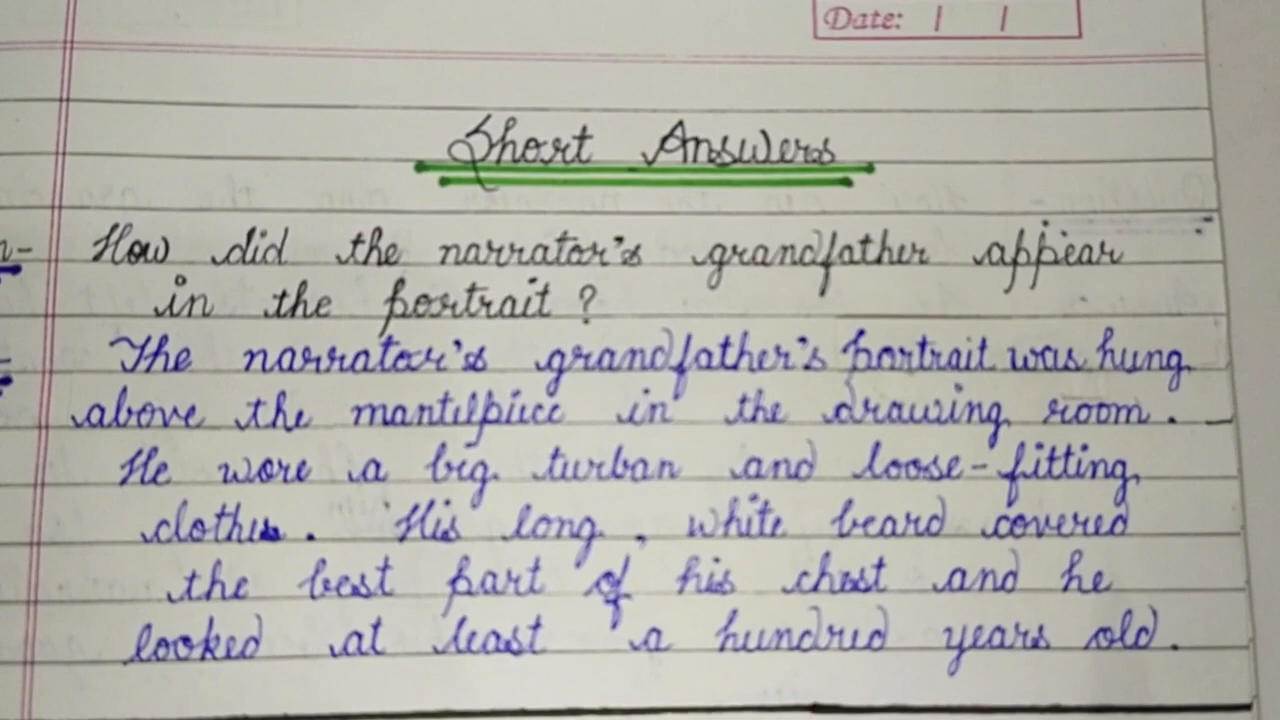 Date: / /
Short Answers
n- How did the narrator's grandfather appear
in the portrait ?
The narrator's grandfather's portrait was hung
above the mantelpiece in the drawing room.
He wore a big turban and loose-fitting
clothes. His long, white beard covered
the best part of his chest and he
looked at least a hundred years old.